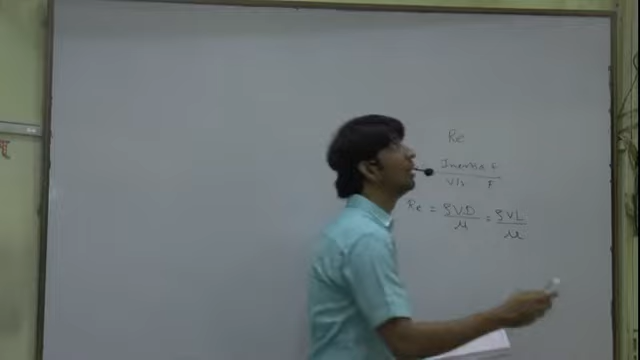 Re
Inertia F
Vis F
Re = ρVD / μ = ρVL / μ